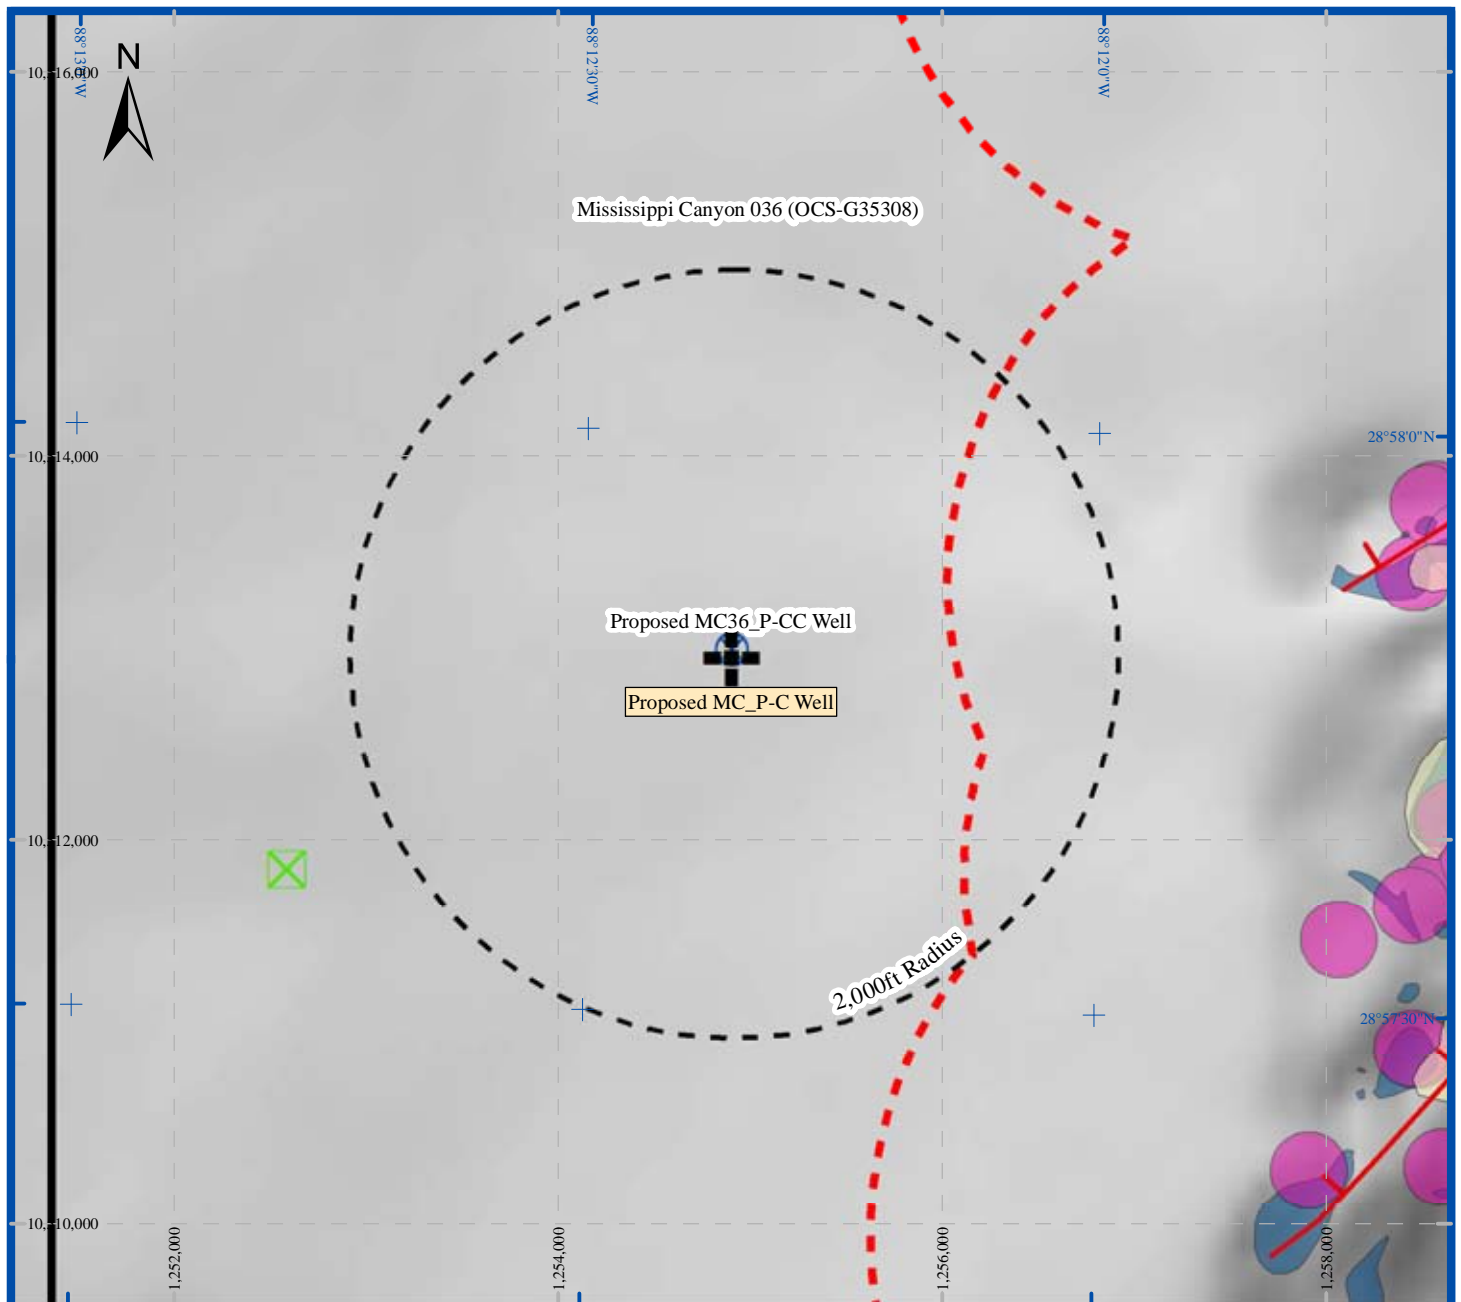 88°13'0"W
88°12'30"W
88°12'0"W
N
Mississippi Canyon 036 (OCS-G35308)
28°58'0"N
Proposed MC36_P-CC Well
Proposed MC_P-C Well
2,000ft Radius
28°57'30"N
1,252,000
1,254,000
1,256,000
1,258,000